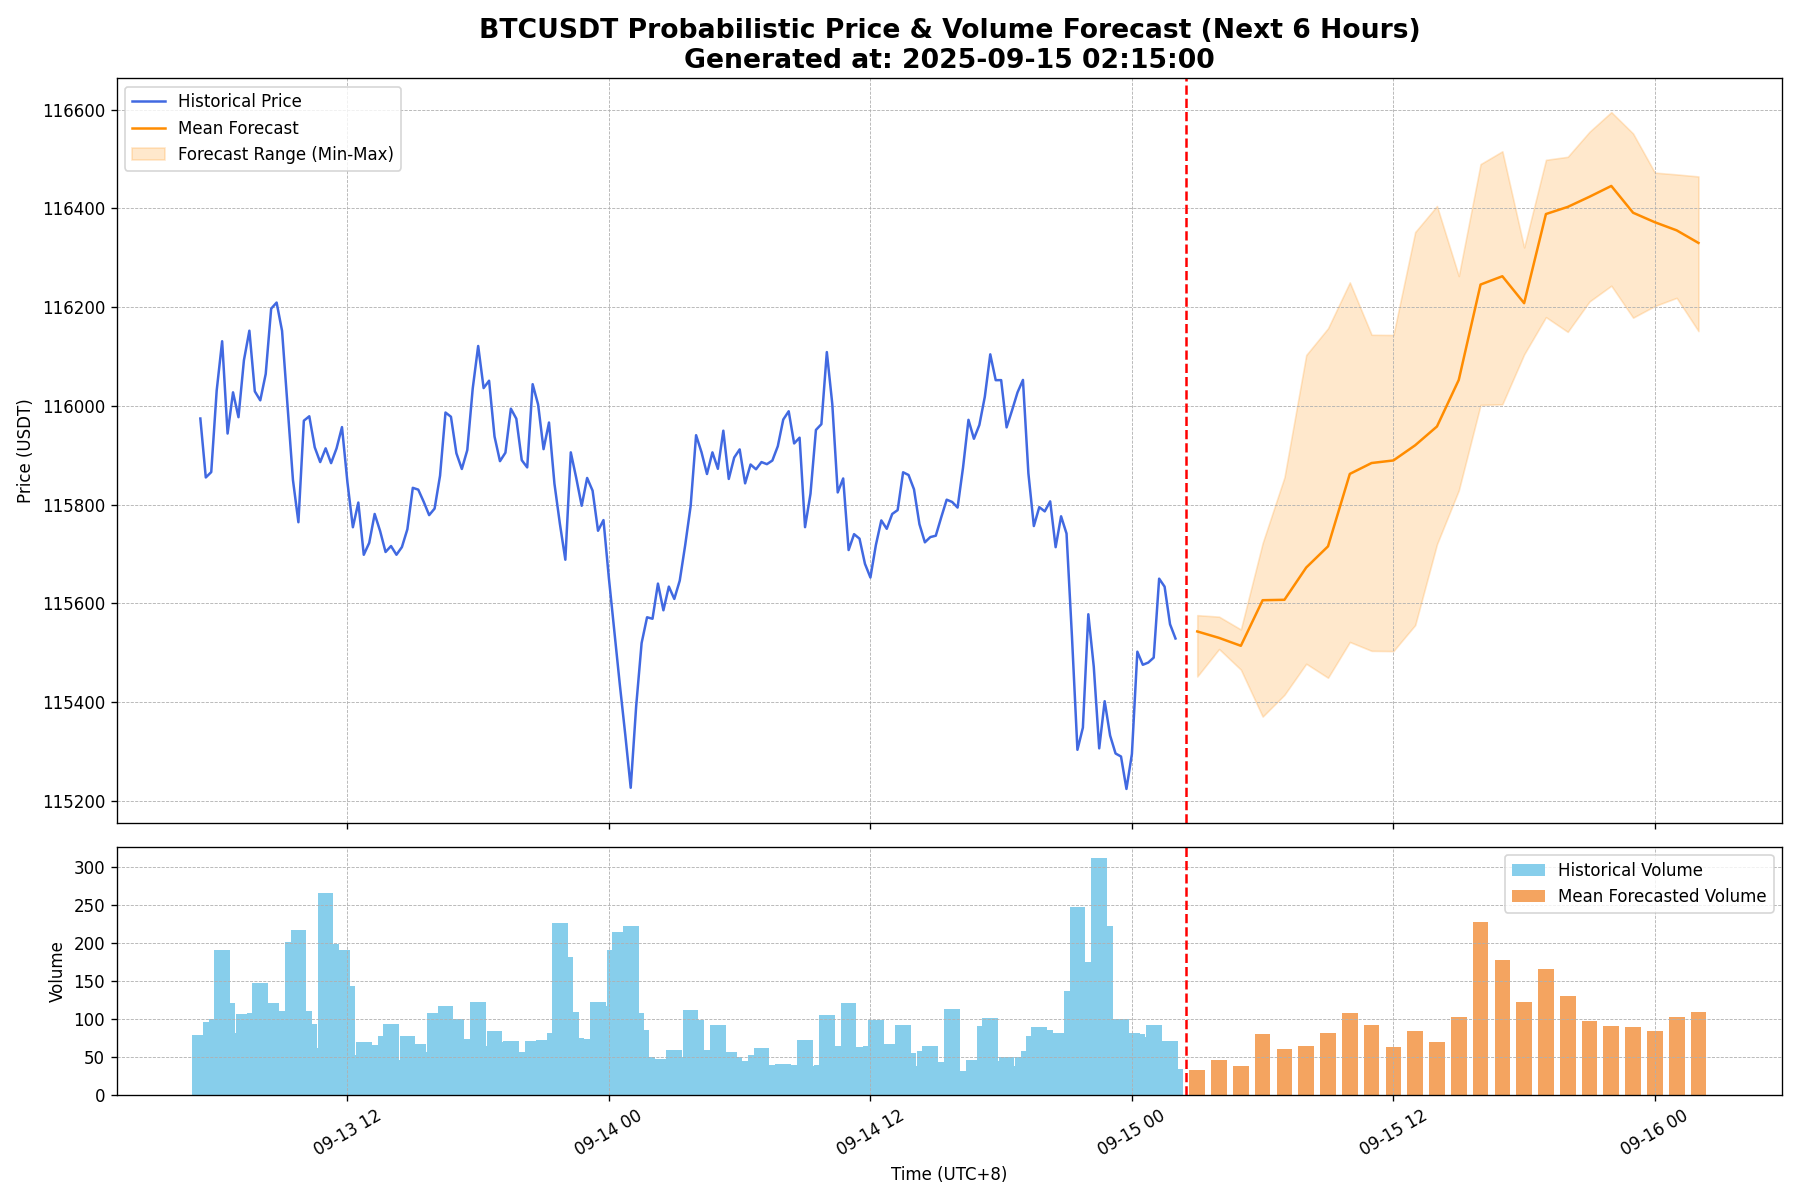 BTCUSDT Probabilistic Price & Volume Forecast (Next 6 Hours)
Generated at: 2025-09-15 02:15:00
Historical Price
Mean Forecast
Forecast Range (Min-Max)
Price (USDT)
116600
116400
116200
116000
115800
115600
115400
115200
Historical Volume
Mean Forecasted Volume
Volume
300
250
200
150
100
50
0
09-13 12
09-14 00
09-14 12
09-15 00
09-15 12
09-16 00
Time (UTC+8)